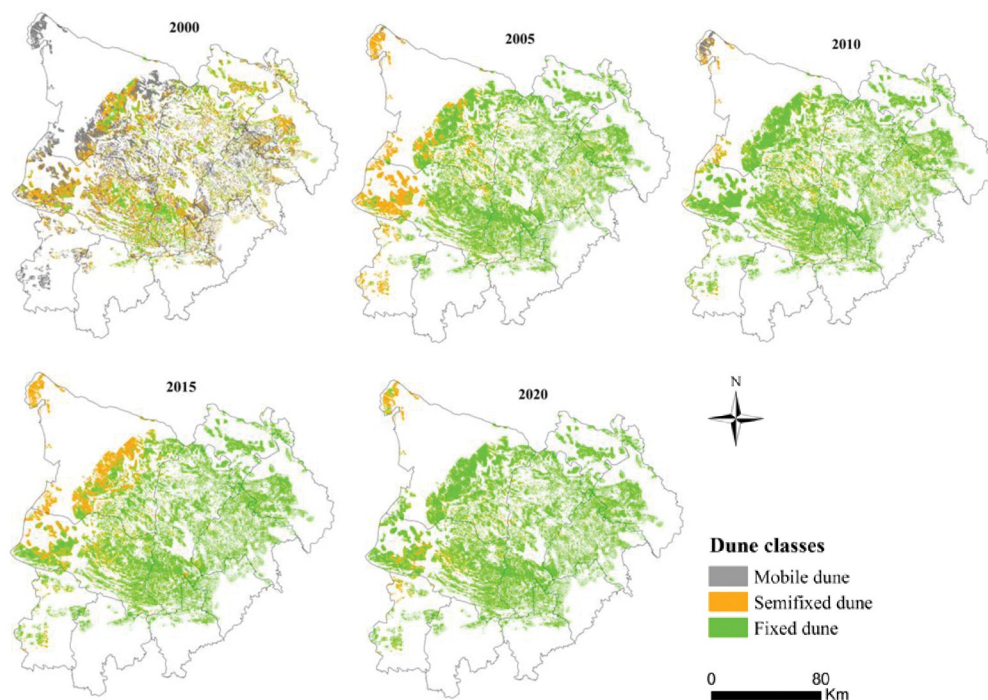 2000
2005
2010
2015
2020
N
Dune classes
Mobile dune
Semifixed dune
Fixed dune
0 80
Km